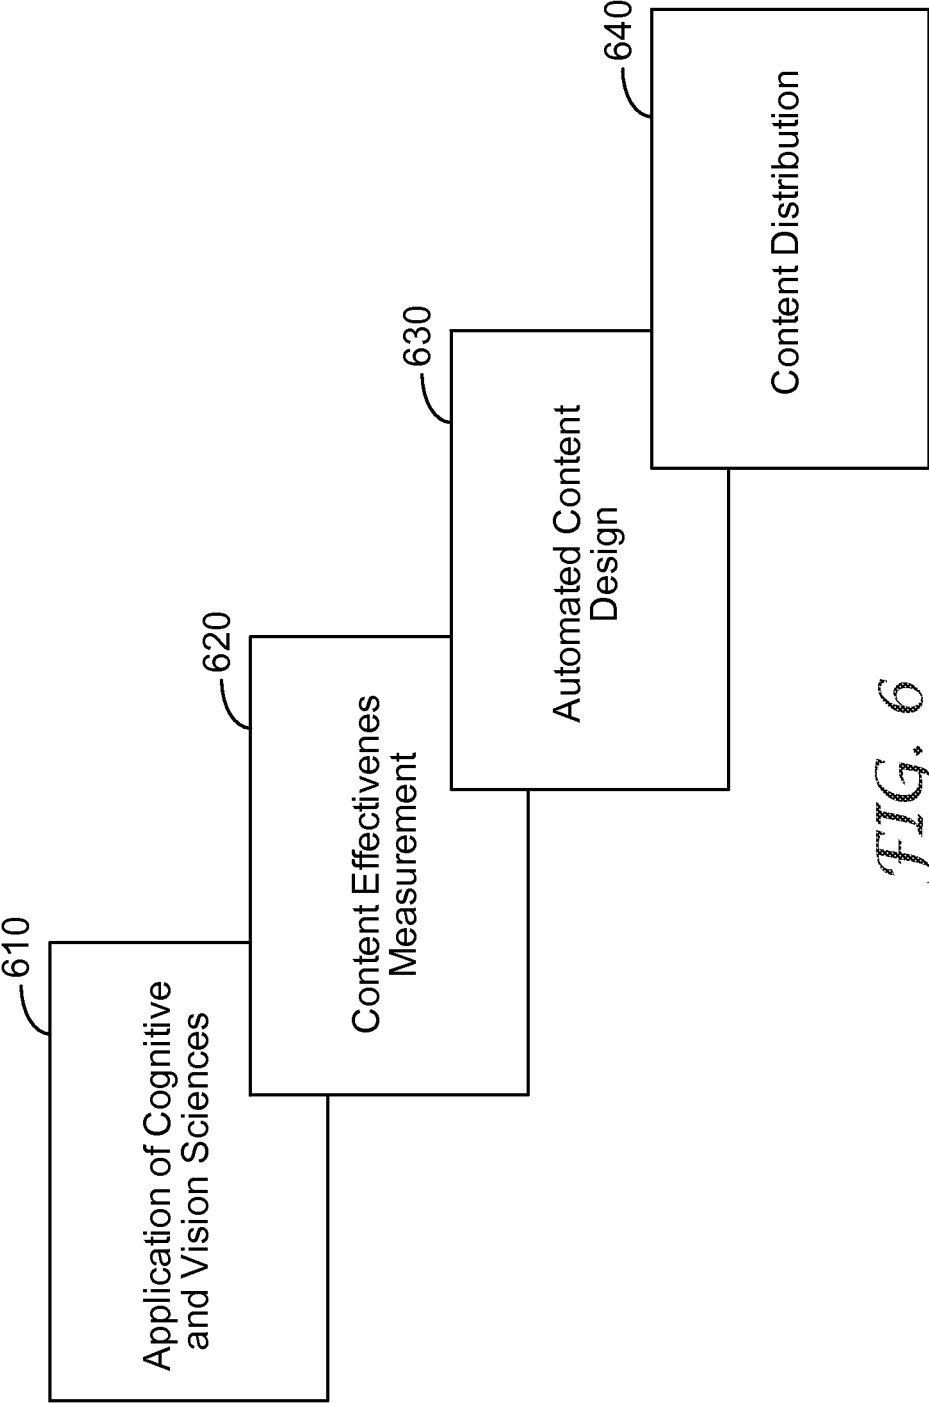 610
Application of Cognitive
and Vision Sciences
620
Content Effectivenes
Measurement
630
Automated Content
Design
640
Content Distribution
FIG. 6